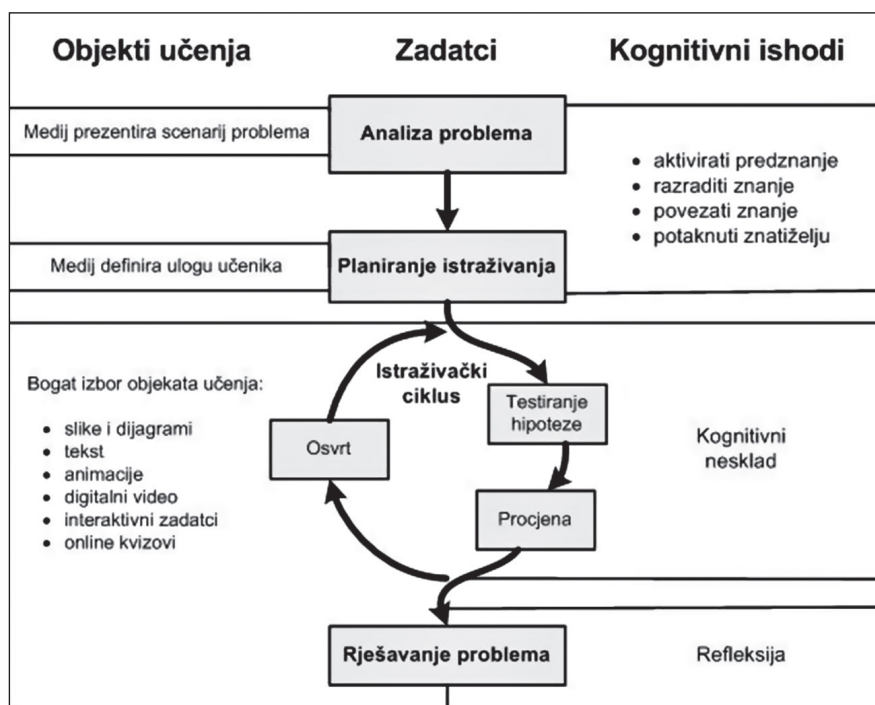 Objekti učenja
Zadatci
Kognitivni ishodi
Medij prezentira scenarij problema
Analiza problema
• aktivirati predznanje
• razraditi znanje
• povezati znanje
• potaknuti znatiželju
Medij definira ulogu učenika
Planiranje istraživanja
Bogat izbor objekata učenja:
• slike i dijagrami
• tekst
• animacije
• digitalni video
• interaktivni zadatci
• online kvizovi
Istraživački
ciklus
Osvrt
Testiranje
hipoteze
Procjena
Kognitivni
nesklad
Rješavanje problema
Refleksija